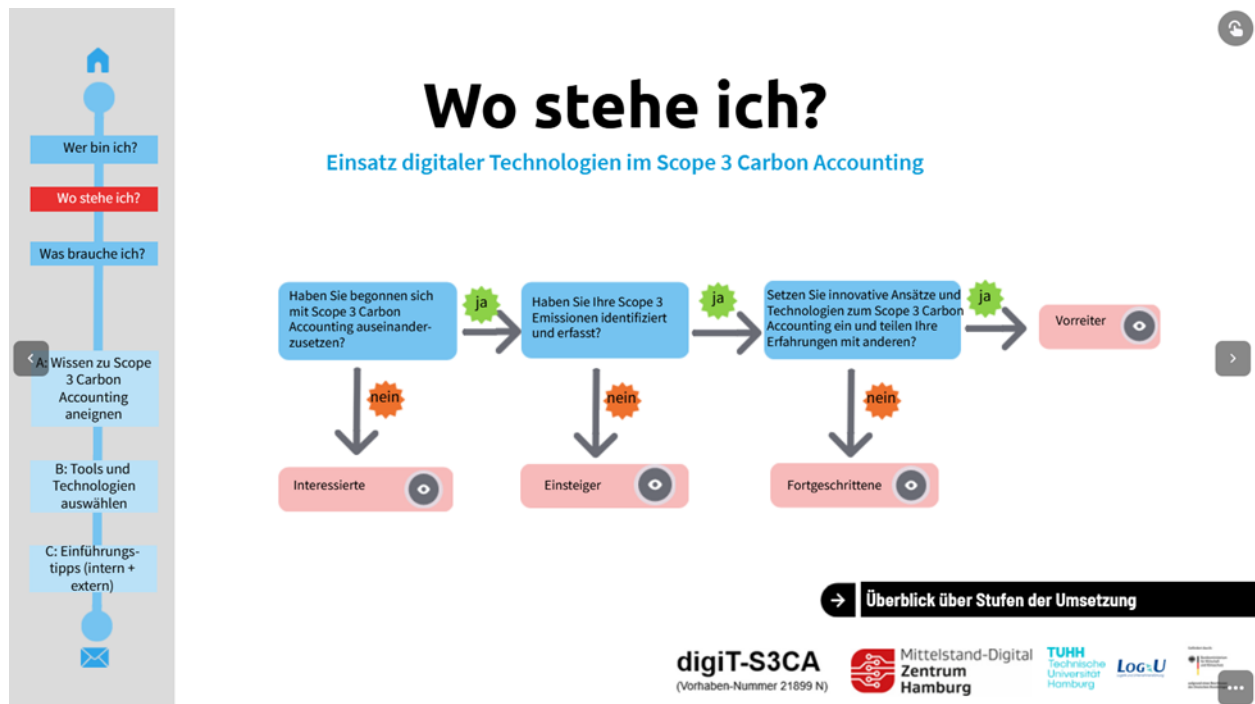 Wer bin ich?
Wo stehe ich?
Was brauche ich?
A: Wissen zu Scope
3 Carbon
Accounting
aneignen
B: Tools und
Technologien
auswählen
C: Einführungs-
tipps (intern +
extern)
Wo stehe ich?
Einsatz digitaler Technologien im Scope 3 Carbon Accounting
Haben Sie begonnen sich
mit Scope 3 Carbon
Accounting auseinander-
zusetzen?
ja
Haben Sie Ihre Scope 3
Emissionen identifiziert
und erfasst?
ja
Setzen Sie innovative Ansätze und
Technologien zum Scope 3 Carbon
Accounting ein und teilen Ihre
Erfahrungen mit anderen?
ja
Vorreiter
nein
nein
nein
Interessierte
Einsteiger
Fortgeschrittene
Überblick über Stufen der Umsetzung
digiT-S3CA
(Vorhaben-Nummer 21899 N)
Mittelstand-Digital
Zentrum
Hamburg
TUHH
Technische
Universität
Hamburg
LOGU